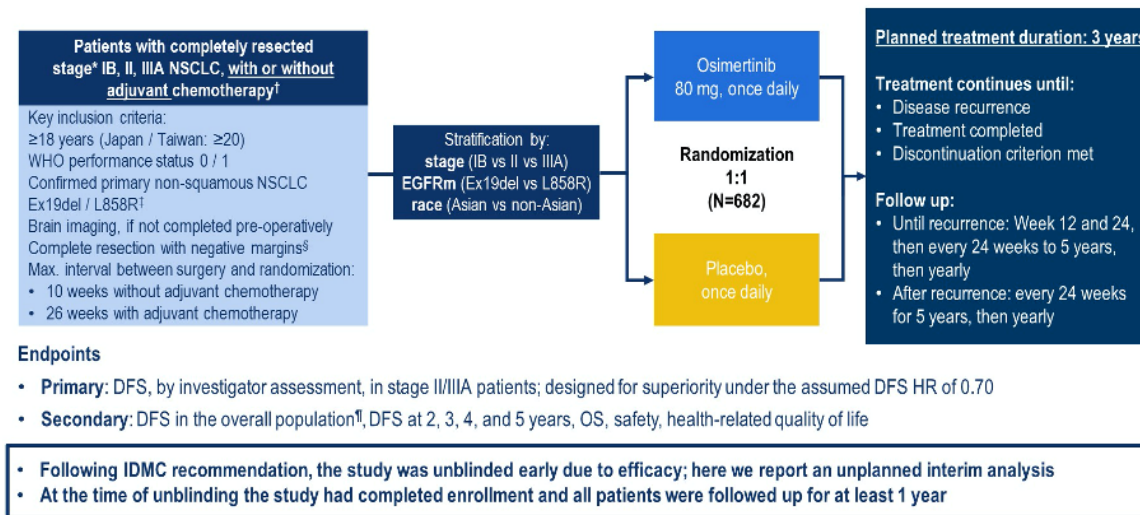 Patients with completely resected
stage* IB, II, IIIA NSCLC, with or without
adjuvant chemotherapy†
Key inclusion criteria:
≥18 years (Japan / Taiwan: ≥20)
WHO performance status 0 / 1
Confirmed primary non-squamous NSCLC
Ex19del / L858R‡
Brain imaging, if not completed pre-operatively
Complete resection with negative margins§
Max. interval between surgery and randomization:
• 10 weeks without adjuvant chemotherapy
• 26 weeks with adjuvant chemotherapy
Stratification by:
stage (IB vs II vs IIIA)
EGFRm (Ex19del vs L858R)
race (Asian vs non-Asian)
Osimertinib
80 mg, once daily
Randomization
1:1
(N=682)
Placebo,
once daily
Planned treatment duration: 3 years
Treatment continues until:
• Disease recurrence
• Treatment completed
• Discontinuation criterion met
Follow up:
• Until recurrence: Week 12 and 24,
then every 24 weeks to 5 years,
then yearly
• After recurrence: every 24 weeks
for 5 years, then yearly
Endpoints
• Primary: DFS, by investigator assessment, in stage II/IIIA patients; designed for superiority under the assumed DFS HR of 0.70
• Secondary: DFS in the overall population¶, DFS at 2, 3, 4, and 5 years, OS, safety, health-related quality of life
• Following IDMC recommendation, the study was unblinded early due to efficacy; here we report an unplanned interim analysis
• At the time of unblinding the study had completed enrollment and all patients were followed up for at least 1 year